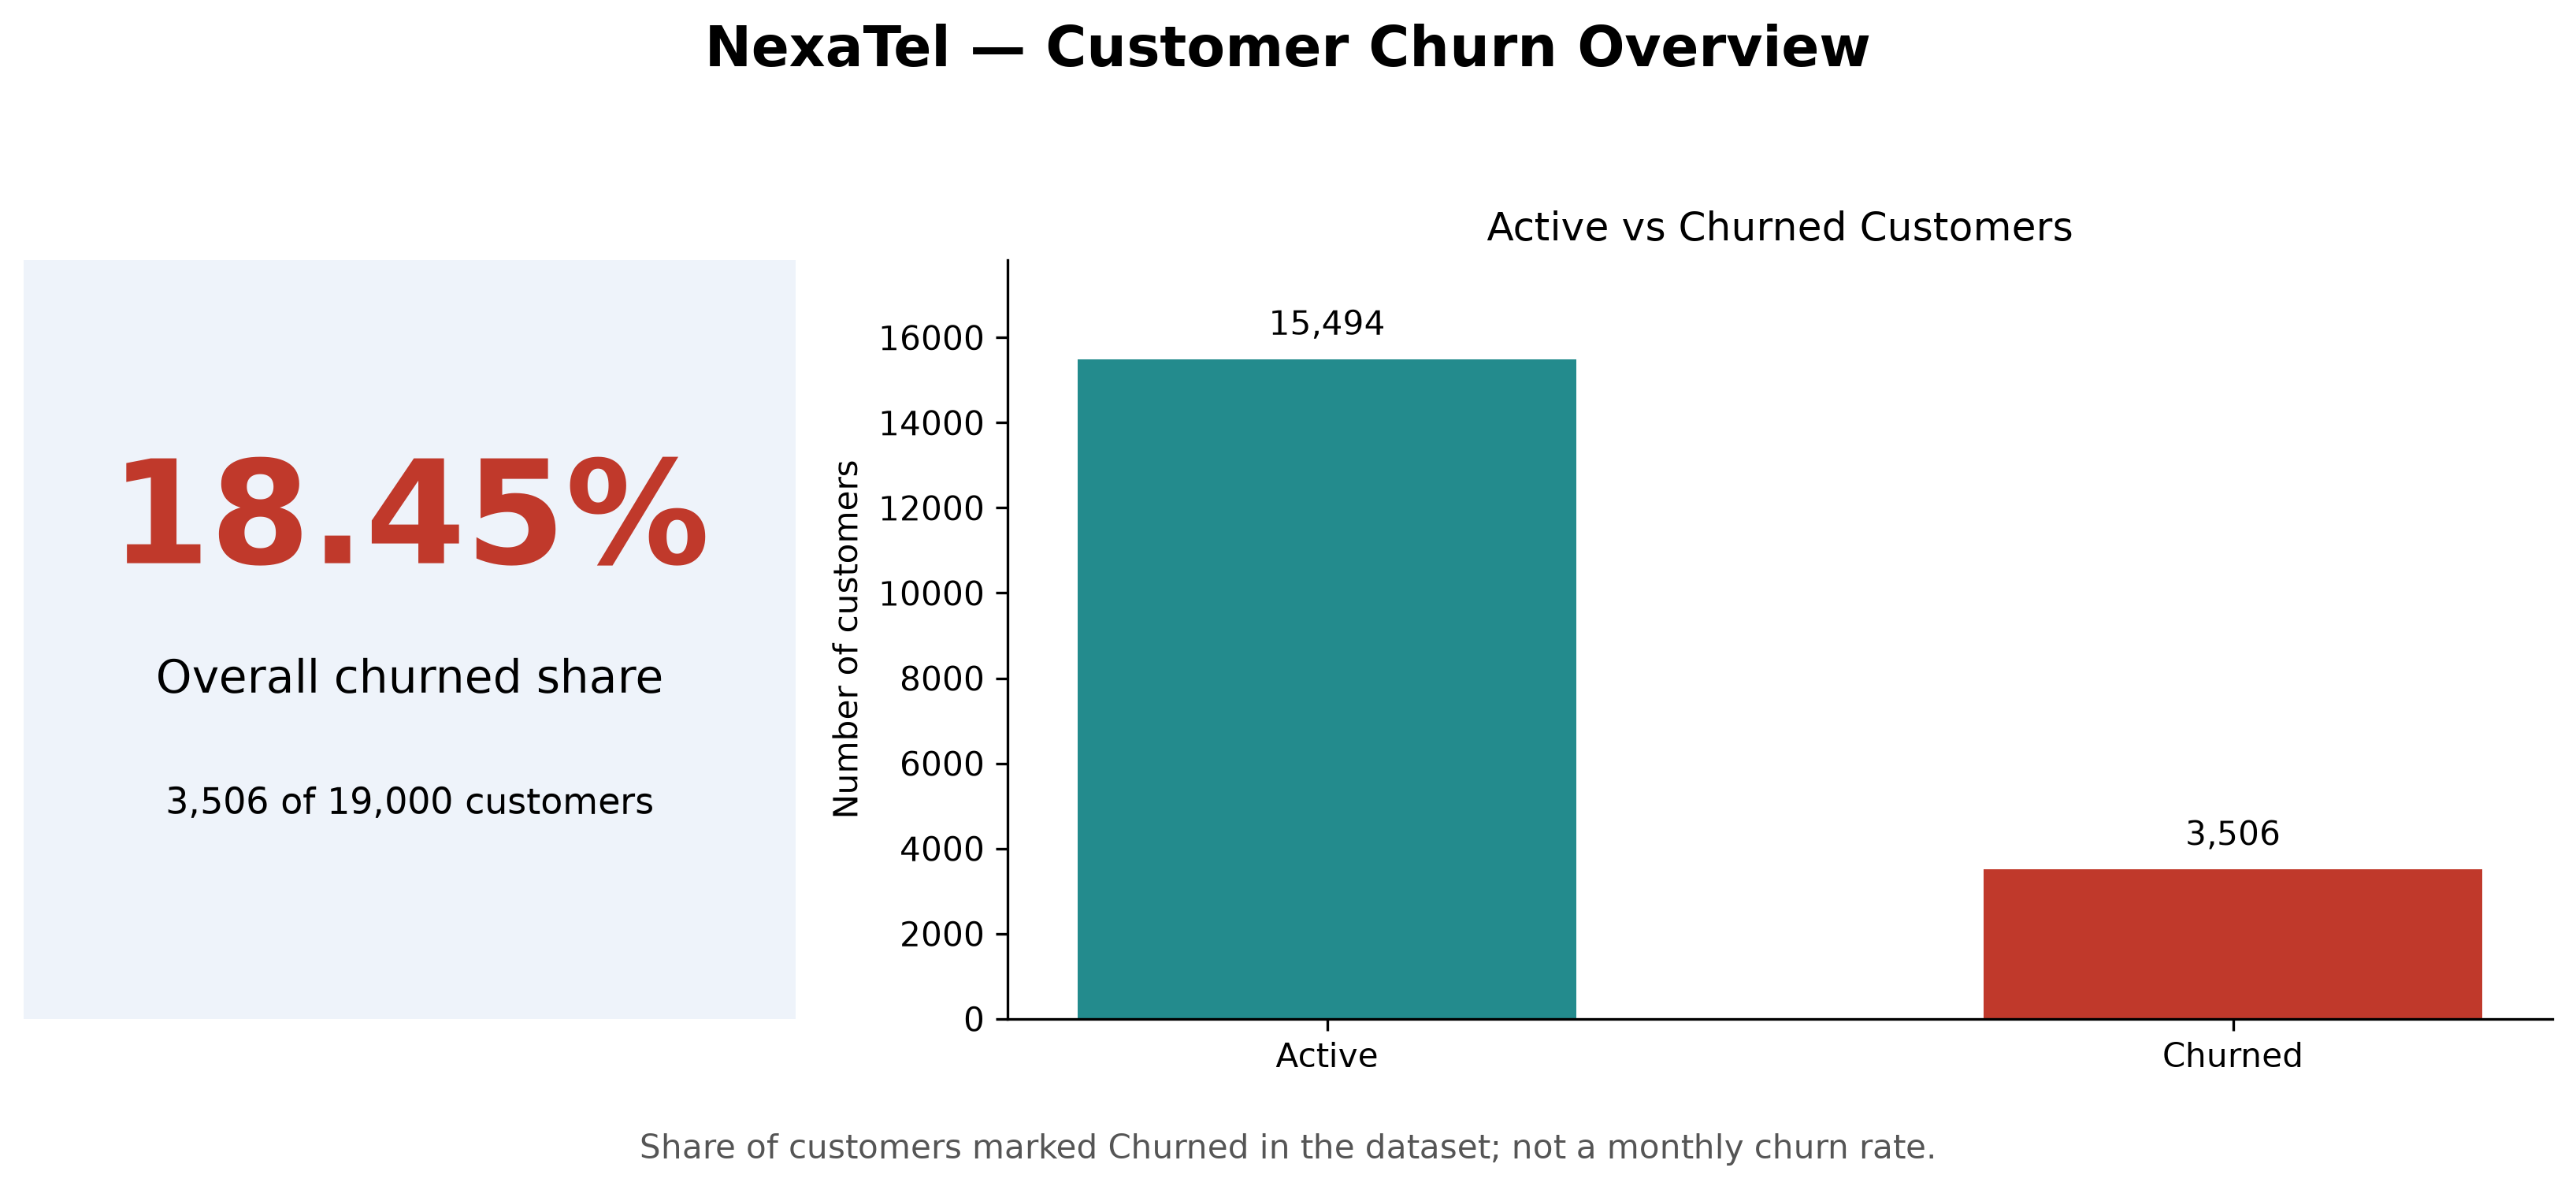 NexaTel — Customer Churn Overview
18.45%
Overall churned share
3,506 of 19,000 customers
Active vs Churned Customers
Number of customers
16000
14000
12000
10000
8000
6000
4000
2000
0
15,494
3,506
Active
Churned
Share of customers marked Churned in the dataset; not a monthly churn rate.